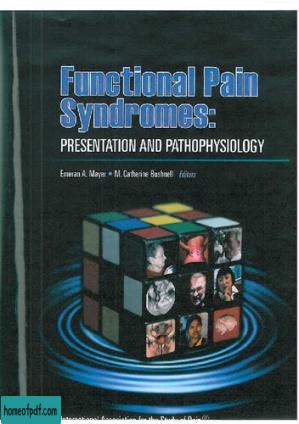 Functional Pain
Syndromes:
PRESENTATION AND PATHOPHYSIOLOGY
Emeran A. Mayer • M. Catherine Bushnell Editors
International Association for the Study of Pain®
homeofpdf.com